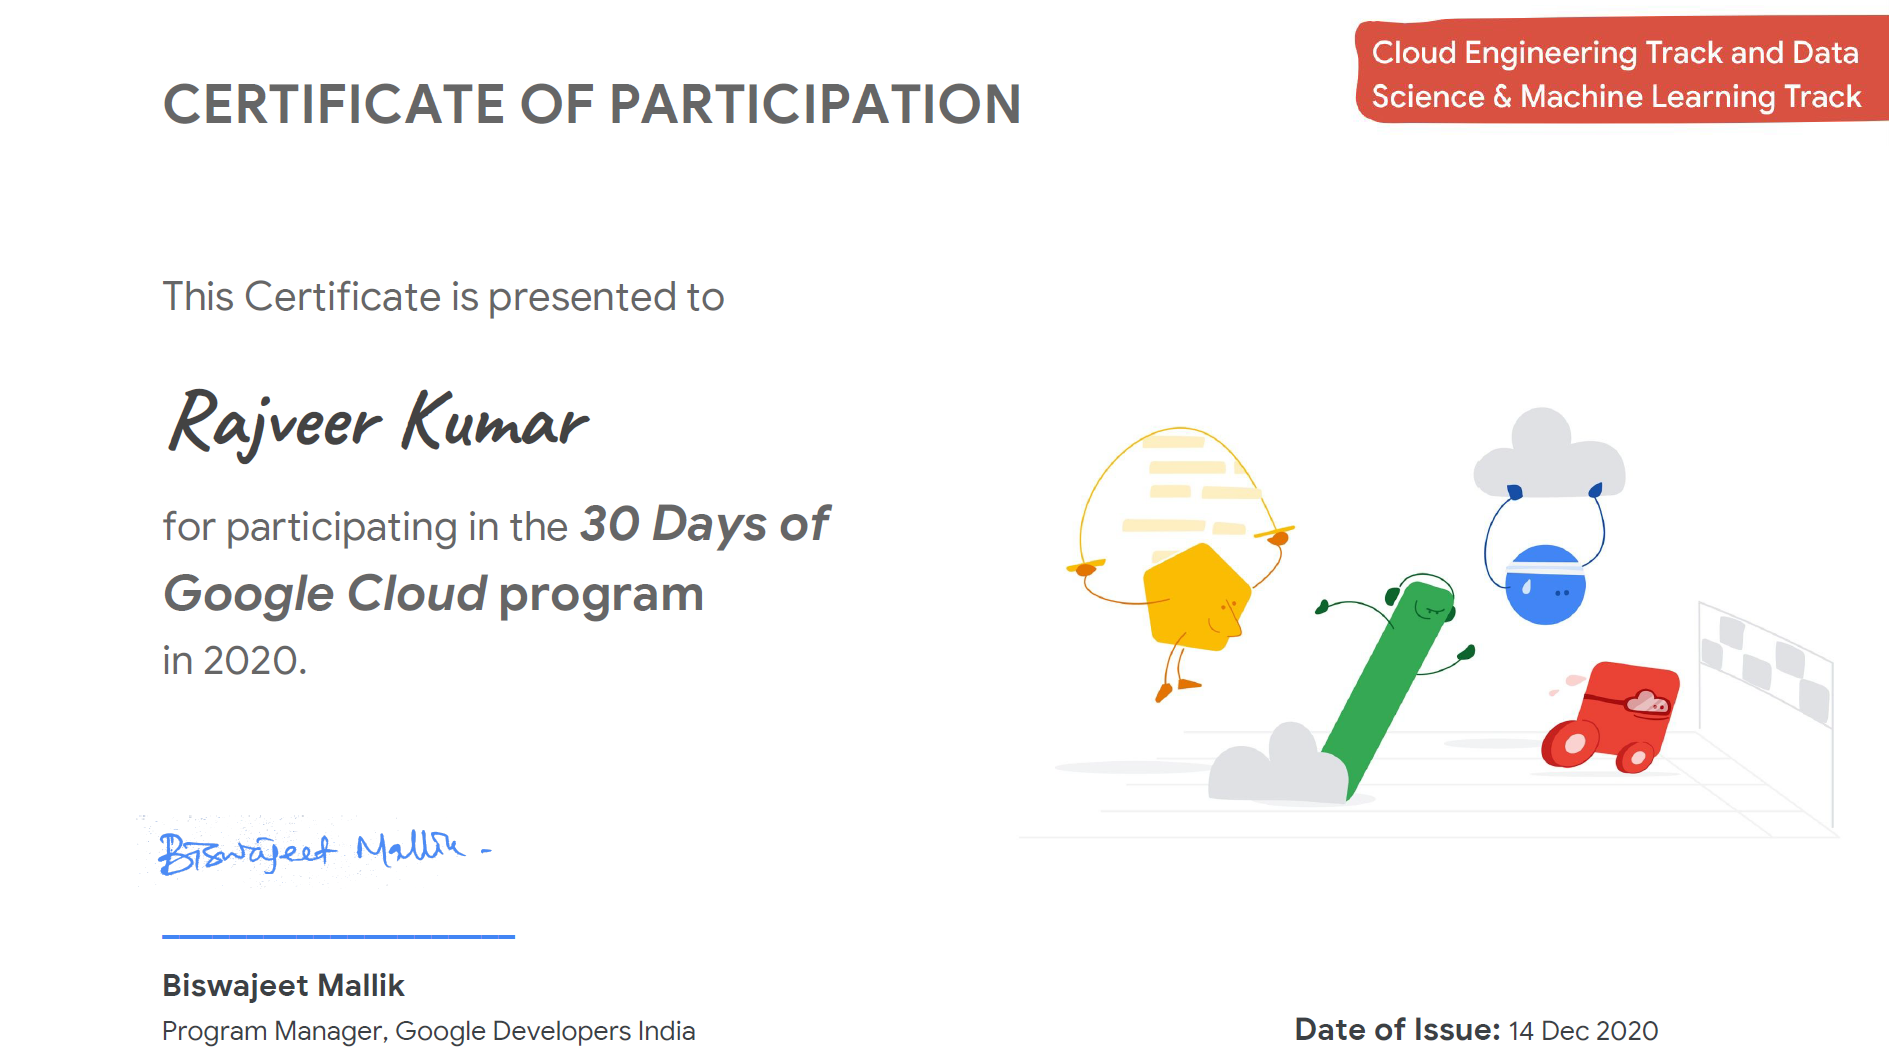 Cloud Engineering Track and Data
Science & Machine Learning Track
CERTIFICATE OF PARTICIPATION
This Certificate is presented to
Rajveer Kumar
for participating in the 30 Days of
Google Cloud program
in 2020.
Biswajeet Mallik -
Biswajeet Mallik
Program Manager, Google Developers India
Date of Issue: 14 Dec 2020